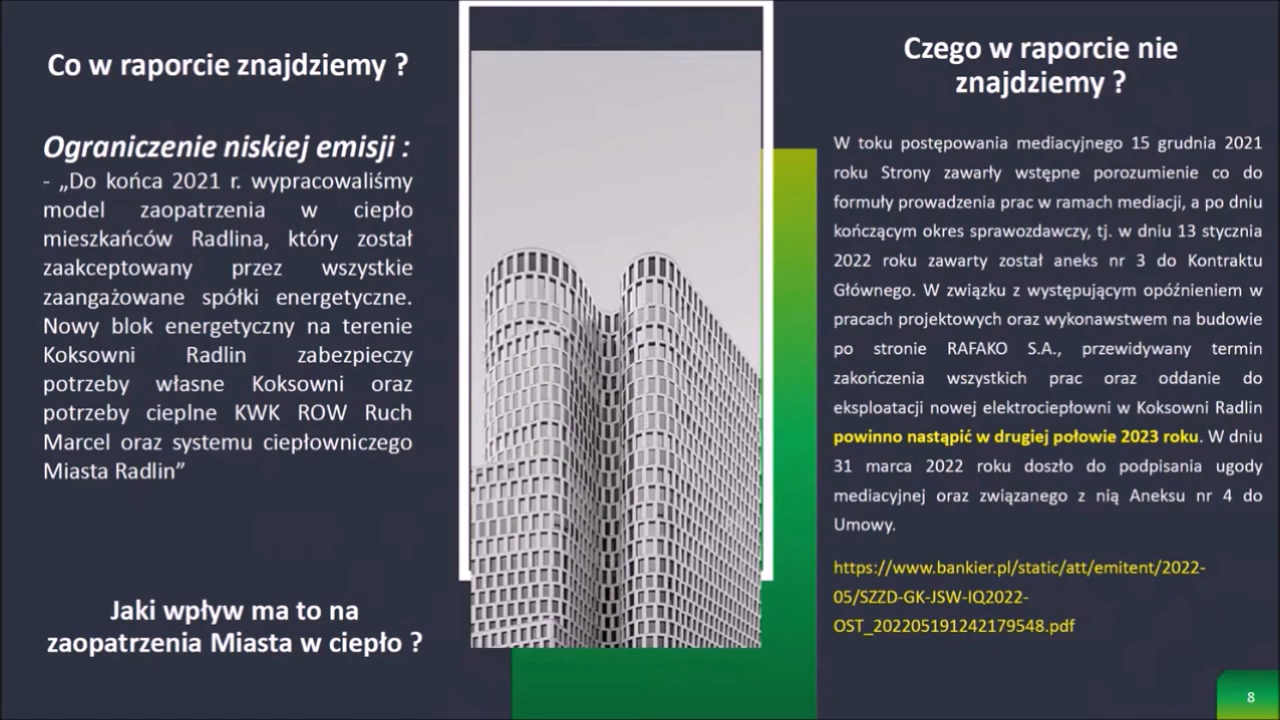 Co w raporcie znajdziemy ?
Ograniczenie niskiej emisji :
- „Do końca 2021 r. wypracowaliśmy
model zaopatrzenia w ciepło
mieszkańców Radlina, który został
zaakceptowany przez wszystkie
zaangażowane spółki energetyczne.
Nowy blok energetyczny na terenie
Koksowni Radlin zabezpieczy
potrzeby własne Koksowni oraz
potrzeby cieplne KWK ROW Ruch
Marcel oraz systemu ciepłowniczego
Miasta Radlin”
Jaki wpływ ma to na
zaopatrzenia Miasta w ciepło ?
Czego w raporcie nie
znajdziemy ?
W toku postępowania mediacyjnego 15 grudnia 2021
roku Strony zawarły wstępne porozumienie co do
formuły prowadzenia prac w ramach mediacji, a po dniu
kończącym okres sprawozdawczy, tj. w dniu 13 stycznia
2022 roku zawarty został aneks nr 3 do Kontraktu
Głównego. W związku z występującym opóźnieniem w
pracach projektowych oraz wykonawstwem na budowie
po stronie RAFAKO S.A., przewidywany termin
zakończenia wszystkich prac oraz oddanie do
eksploatacji nowej elektrociepłowni w Koksowni Radlin
powinno nastąpić w drugiej połowie 2023 roku. W dniu
31 marca 2022 roku doszło do podpisania ugody
mediacyjnej oraz związanego z nią Aneksu nr 4 do
Umowy.
https://www.bankier.pl/static/att/emitent/2022-
05/SZZD-GK-JSW-IQ2022-
OST_202205191242179548.pdf
8